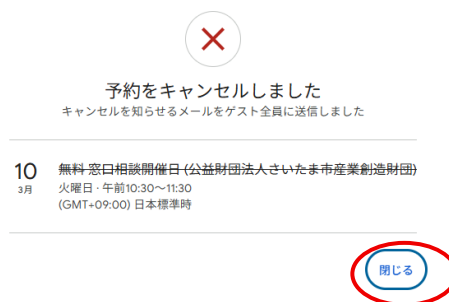 予約をキャンセルしました
キャンセルを知らせるメールをゲスト全員に送信しました
10
3月
無料 窓口相談開催日 (公益財団法人さいたま市産業創造財団)
火曜日 · 午前10:30～11:30
(GMT+09:00) 日本標準時
閉じる